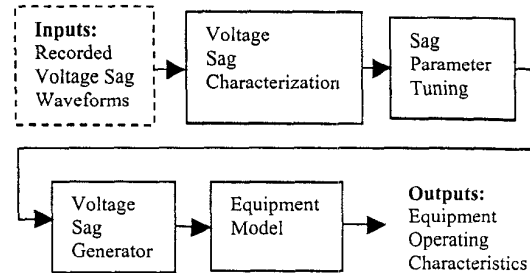 Inputs:
Recorded
Voltage Sag
Waveforms
Voltage
Sag
Characterization
Sag
Parameter
Tuning
Voltage
Sag
Generator
Equipment
Model
Outputs:
Equipment
Operating
Characteristics